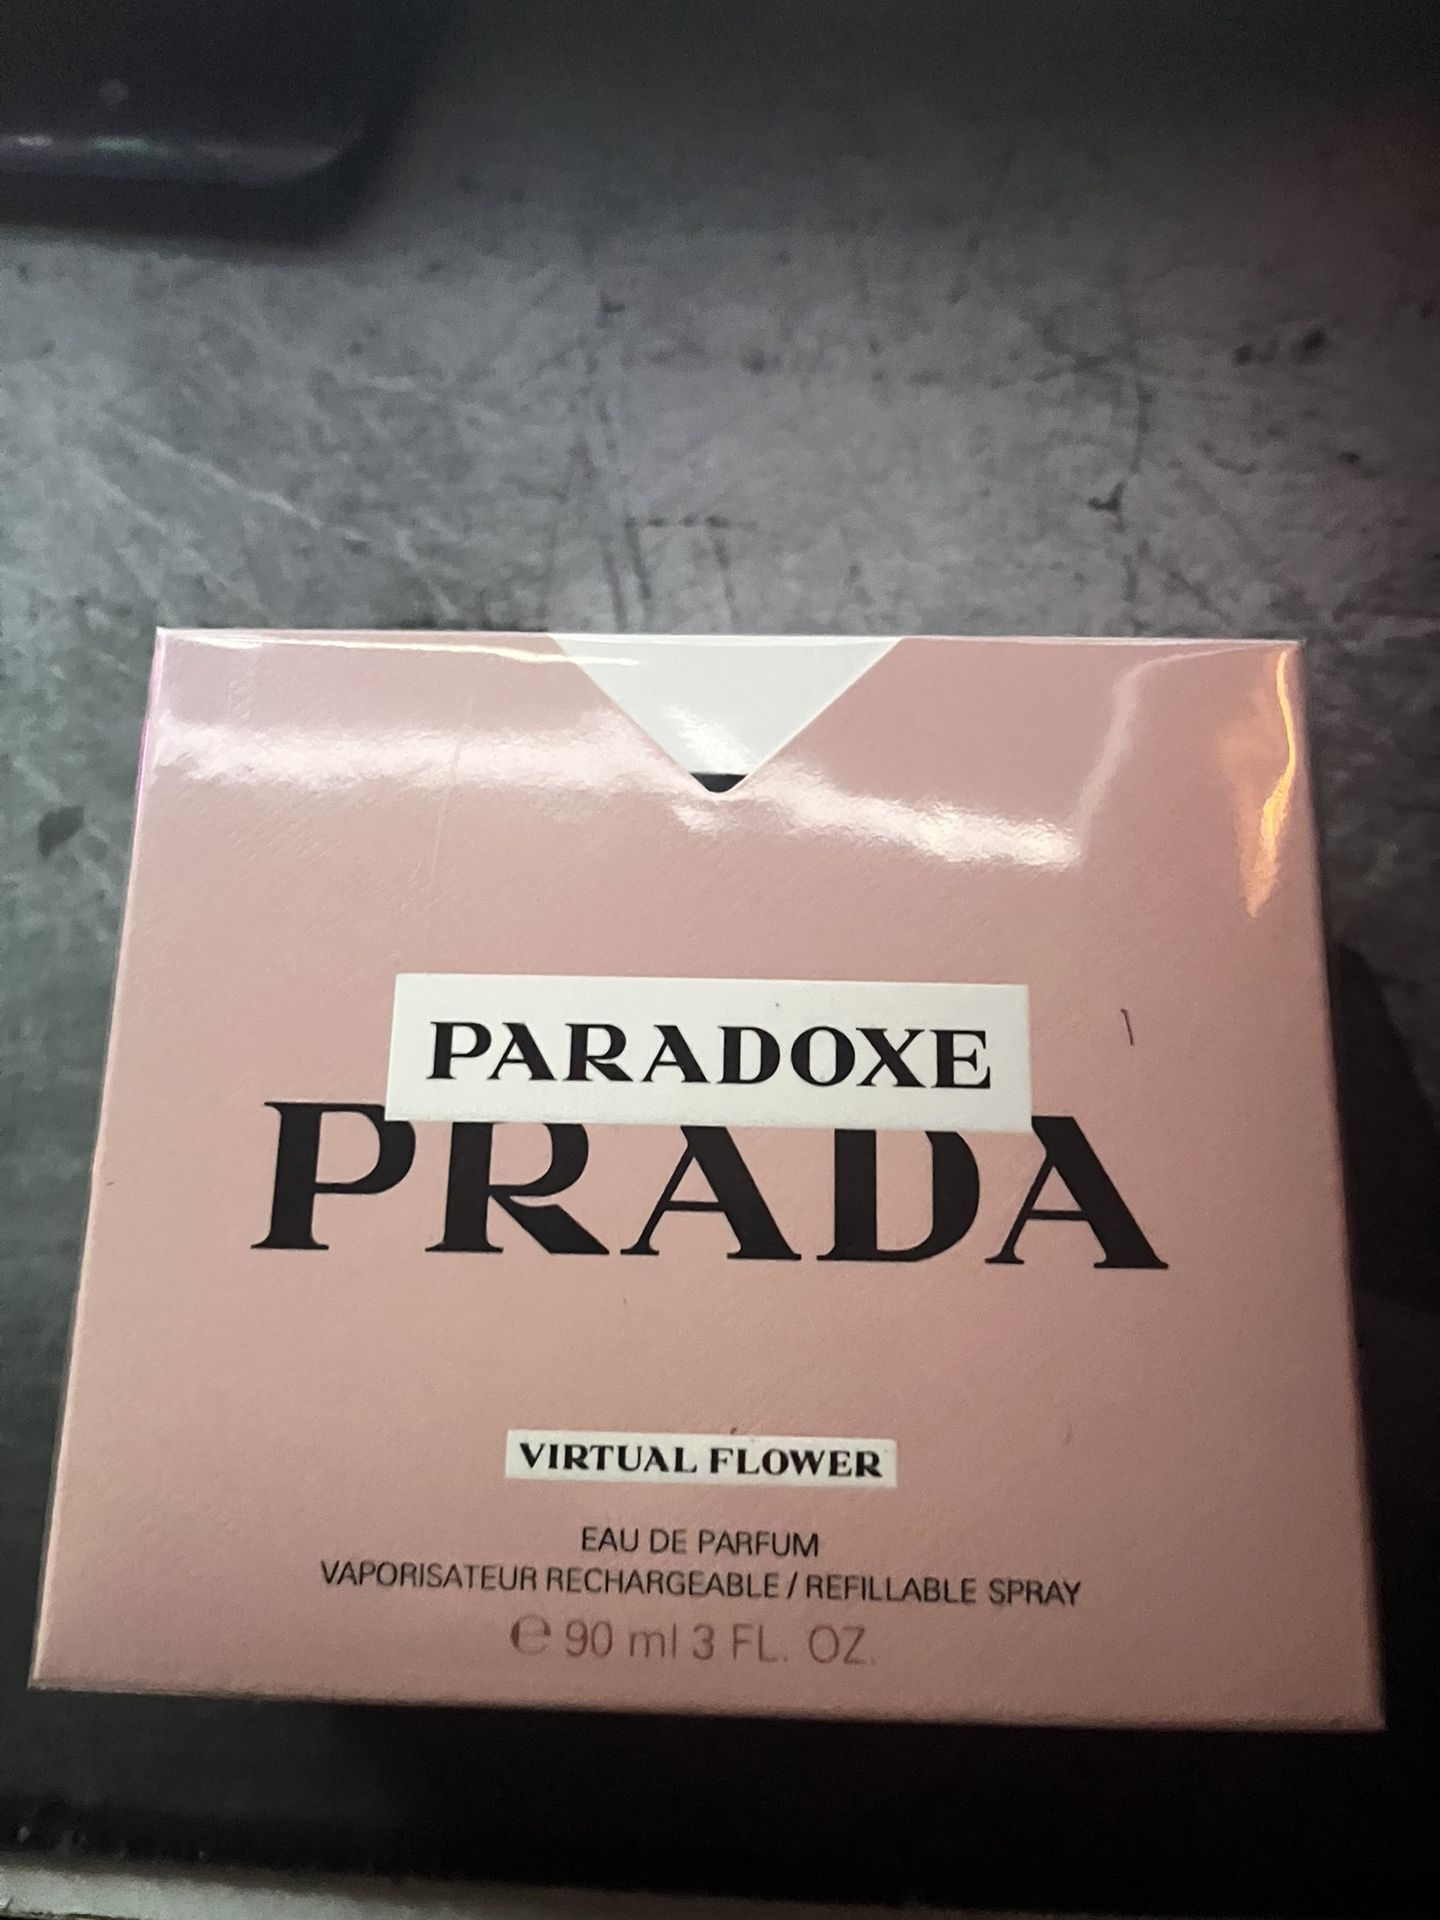 PARADOXE
PRADA
VIRTUAL FLOWER
EAU DE PARFUM
VAPORISATEUR RECHARGEABLE / REFILLABLE SPRAY
℮ 90 ml 3 FL. OZ.